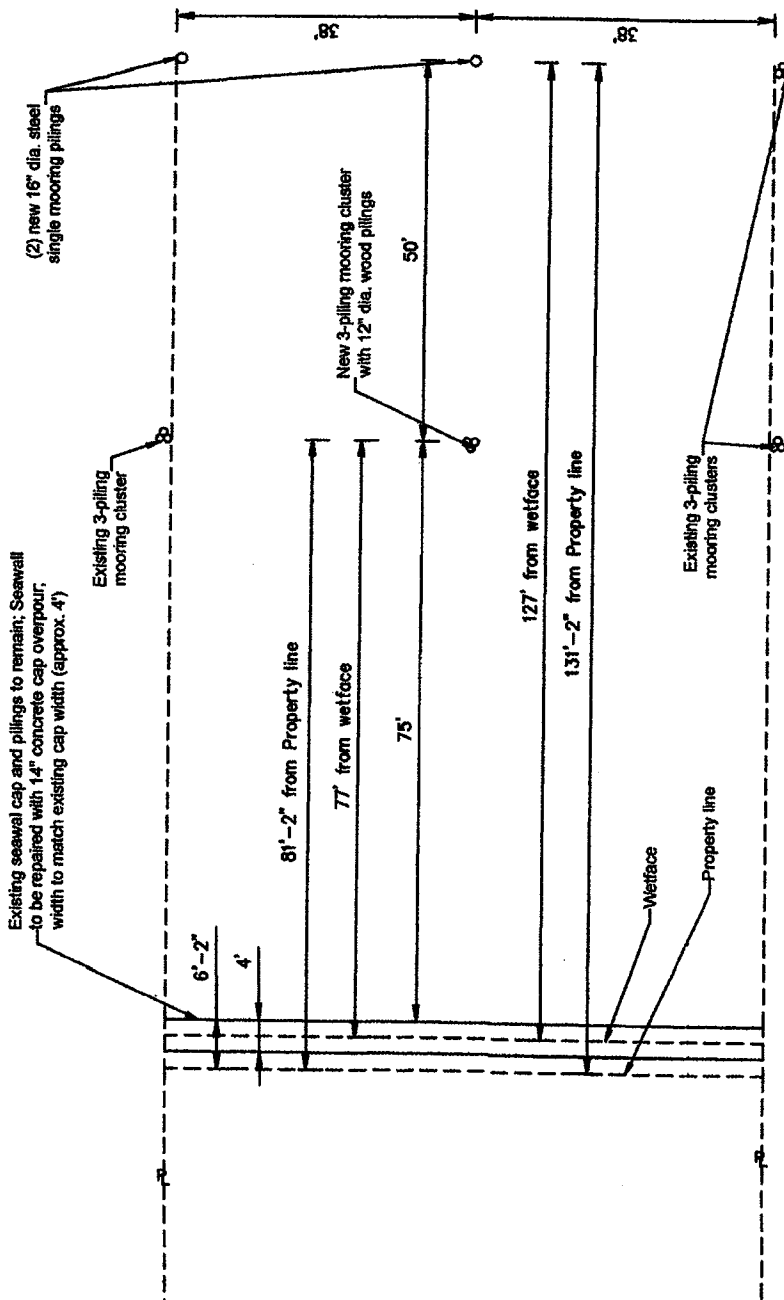 Existing seawal cap and pilings to remain; Seawall
to be repaired with 14" concrete cap overpour;
width to match existing cap width (approx. 4')
(2) new 16" dia. steel
single mooring pilings
38'
38'
Existing 3-piling
mooring cluster
New 3-piling mooring cluster
with 12" dia. wood pilings
50'
6'-2"
4'
81'-2" from Property line
77' from wetface
75'
127' from wetface
131'-2" from Property line
Existing 3-piling
mooring clusters
Wetface
Property line
PL
PL